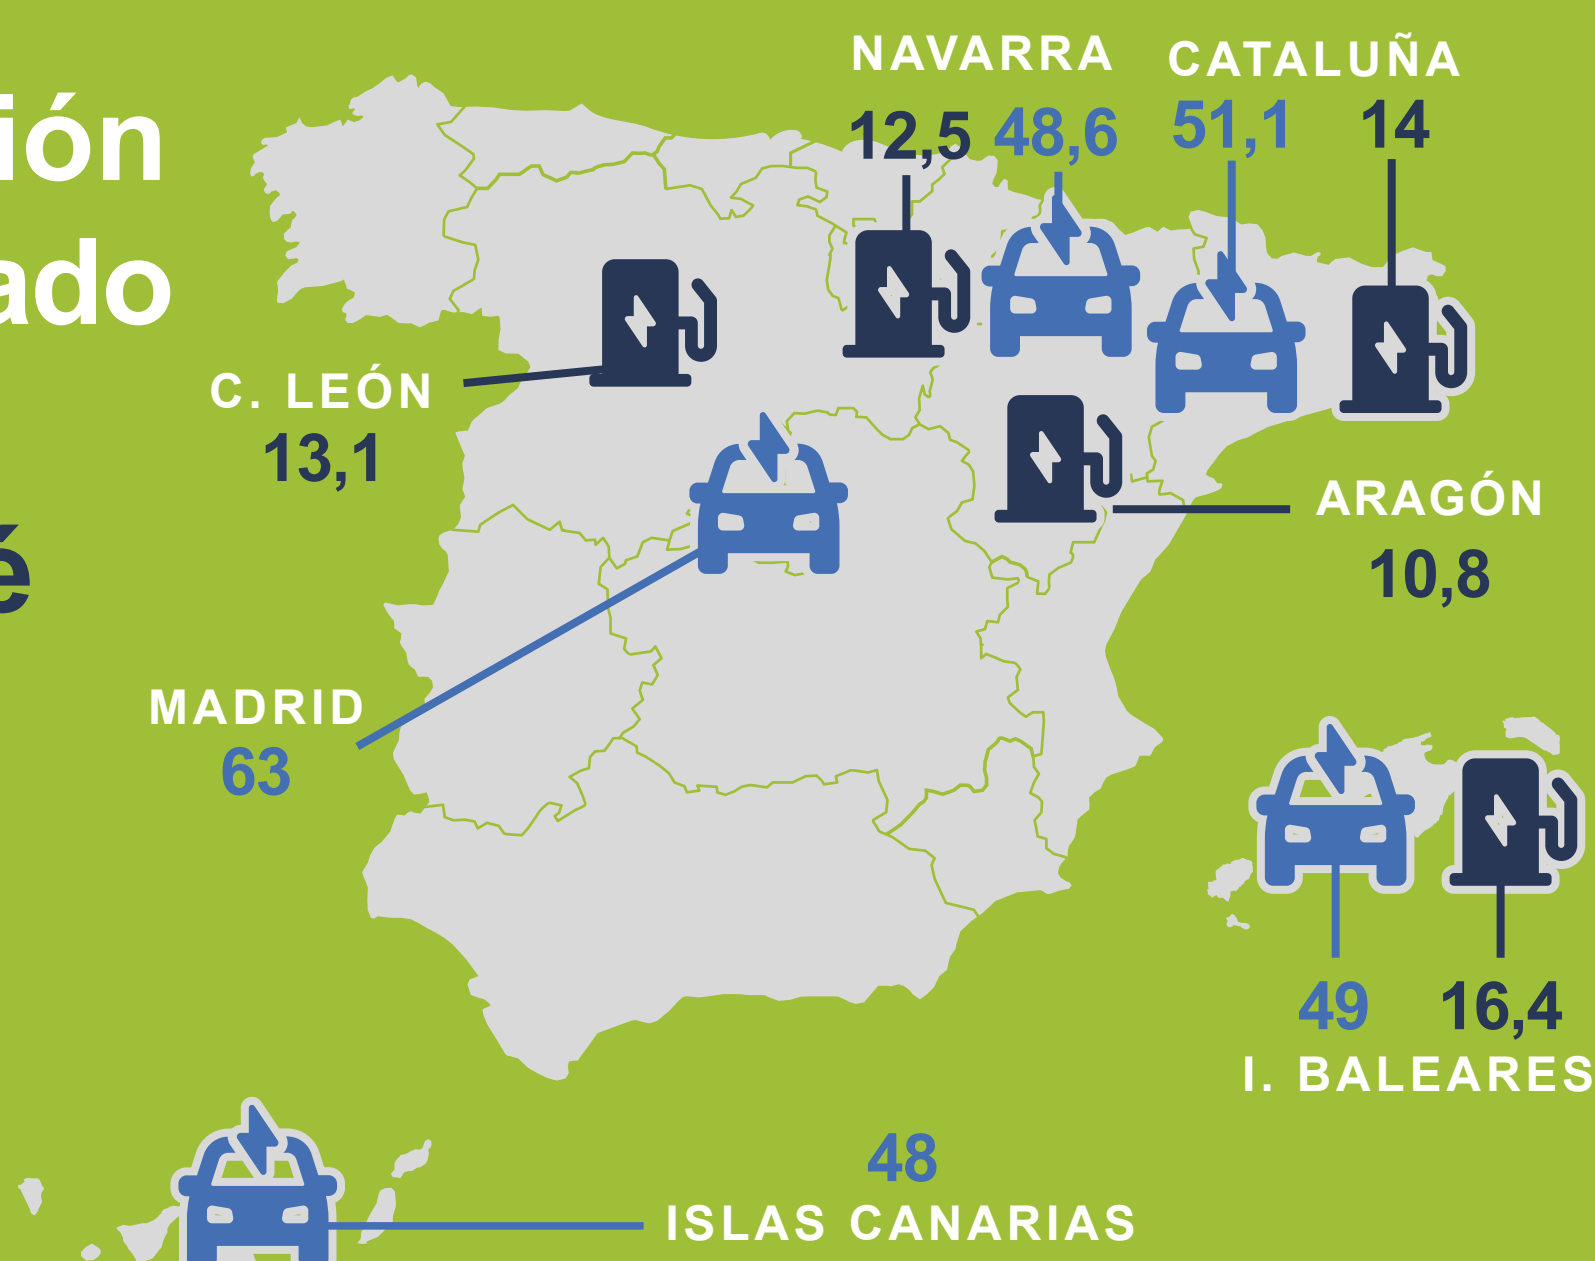 ión
ado
é
NAVARRA
12,5 48,6
CATALUÑA
51,1 14
C. LEÓN
13,1
ARAGÓN
10,8
MADRID
63
49 16,4
I. BALEARES
48
ISLAS CANARIAS